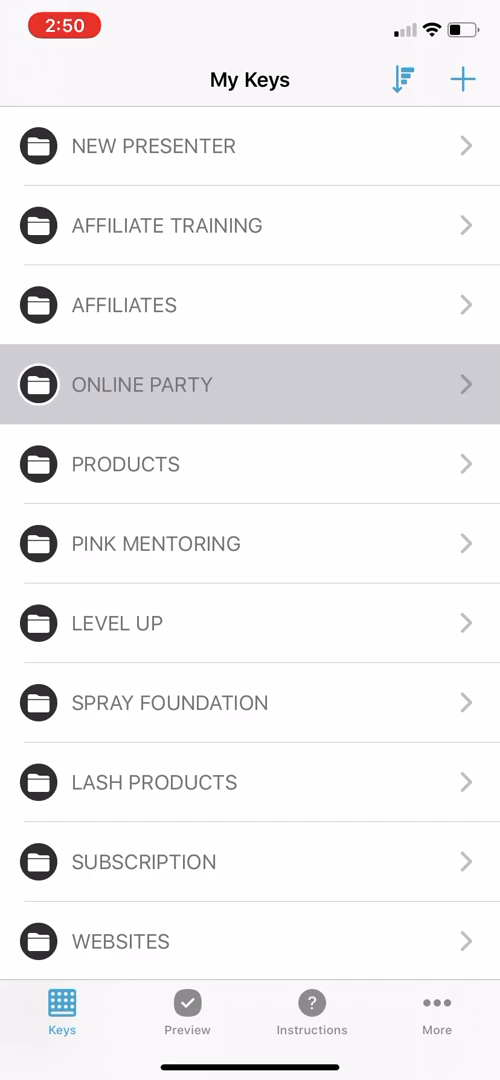 2:50
My Keys
NEW PRESENTER
AFFILIATE TRAINING
AFFILIATES
ONLINE PARTY
PRODUCTS
PINK MENTORING
LEVEL UP
SPRAY FOUNDATION
LASH PRODUCTS
SUBSCRIPTION
WEBSITES
Keys Preview Instructions More